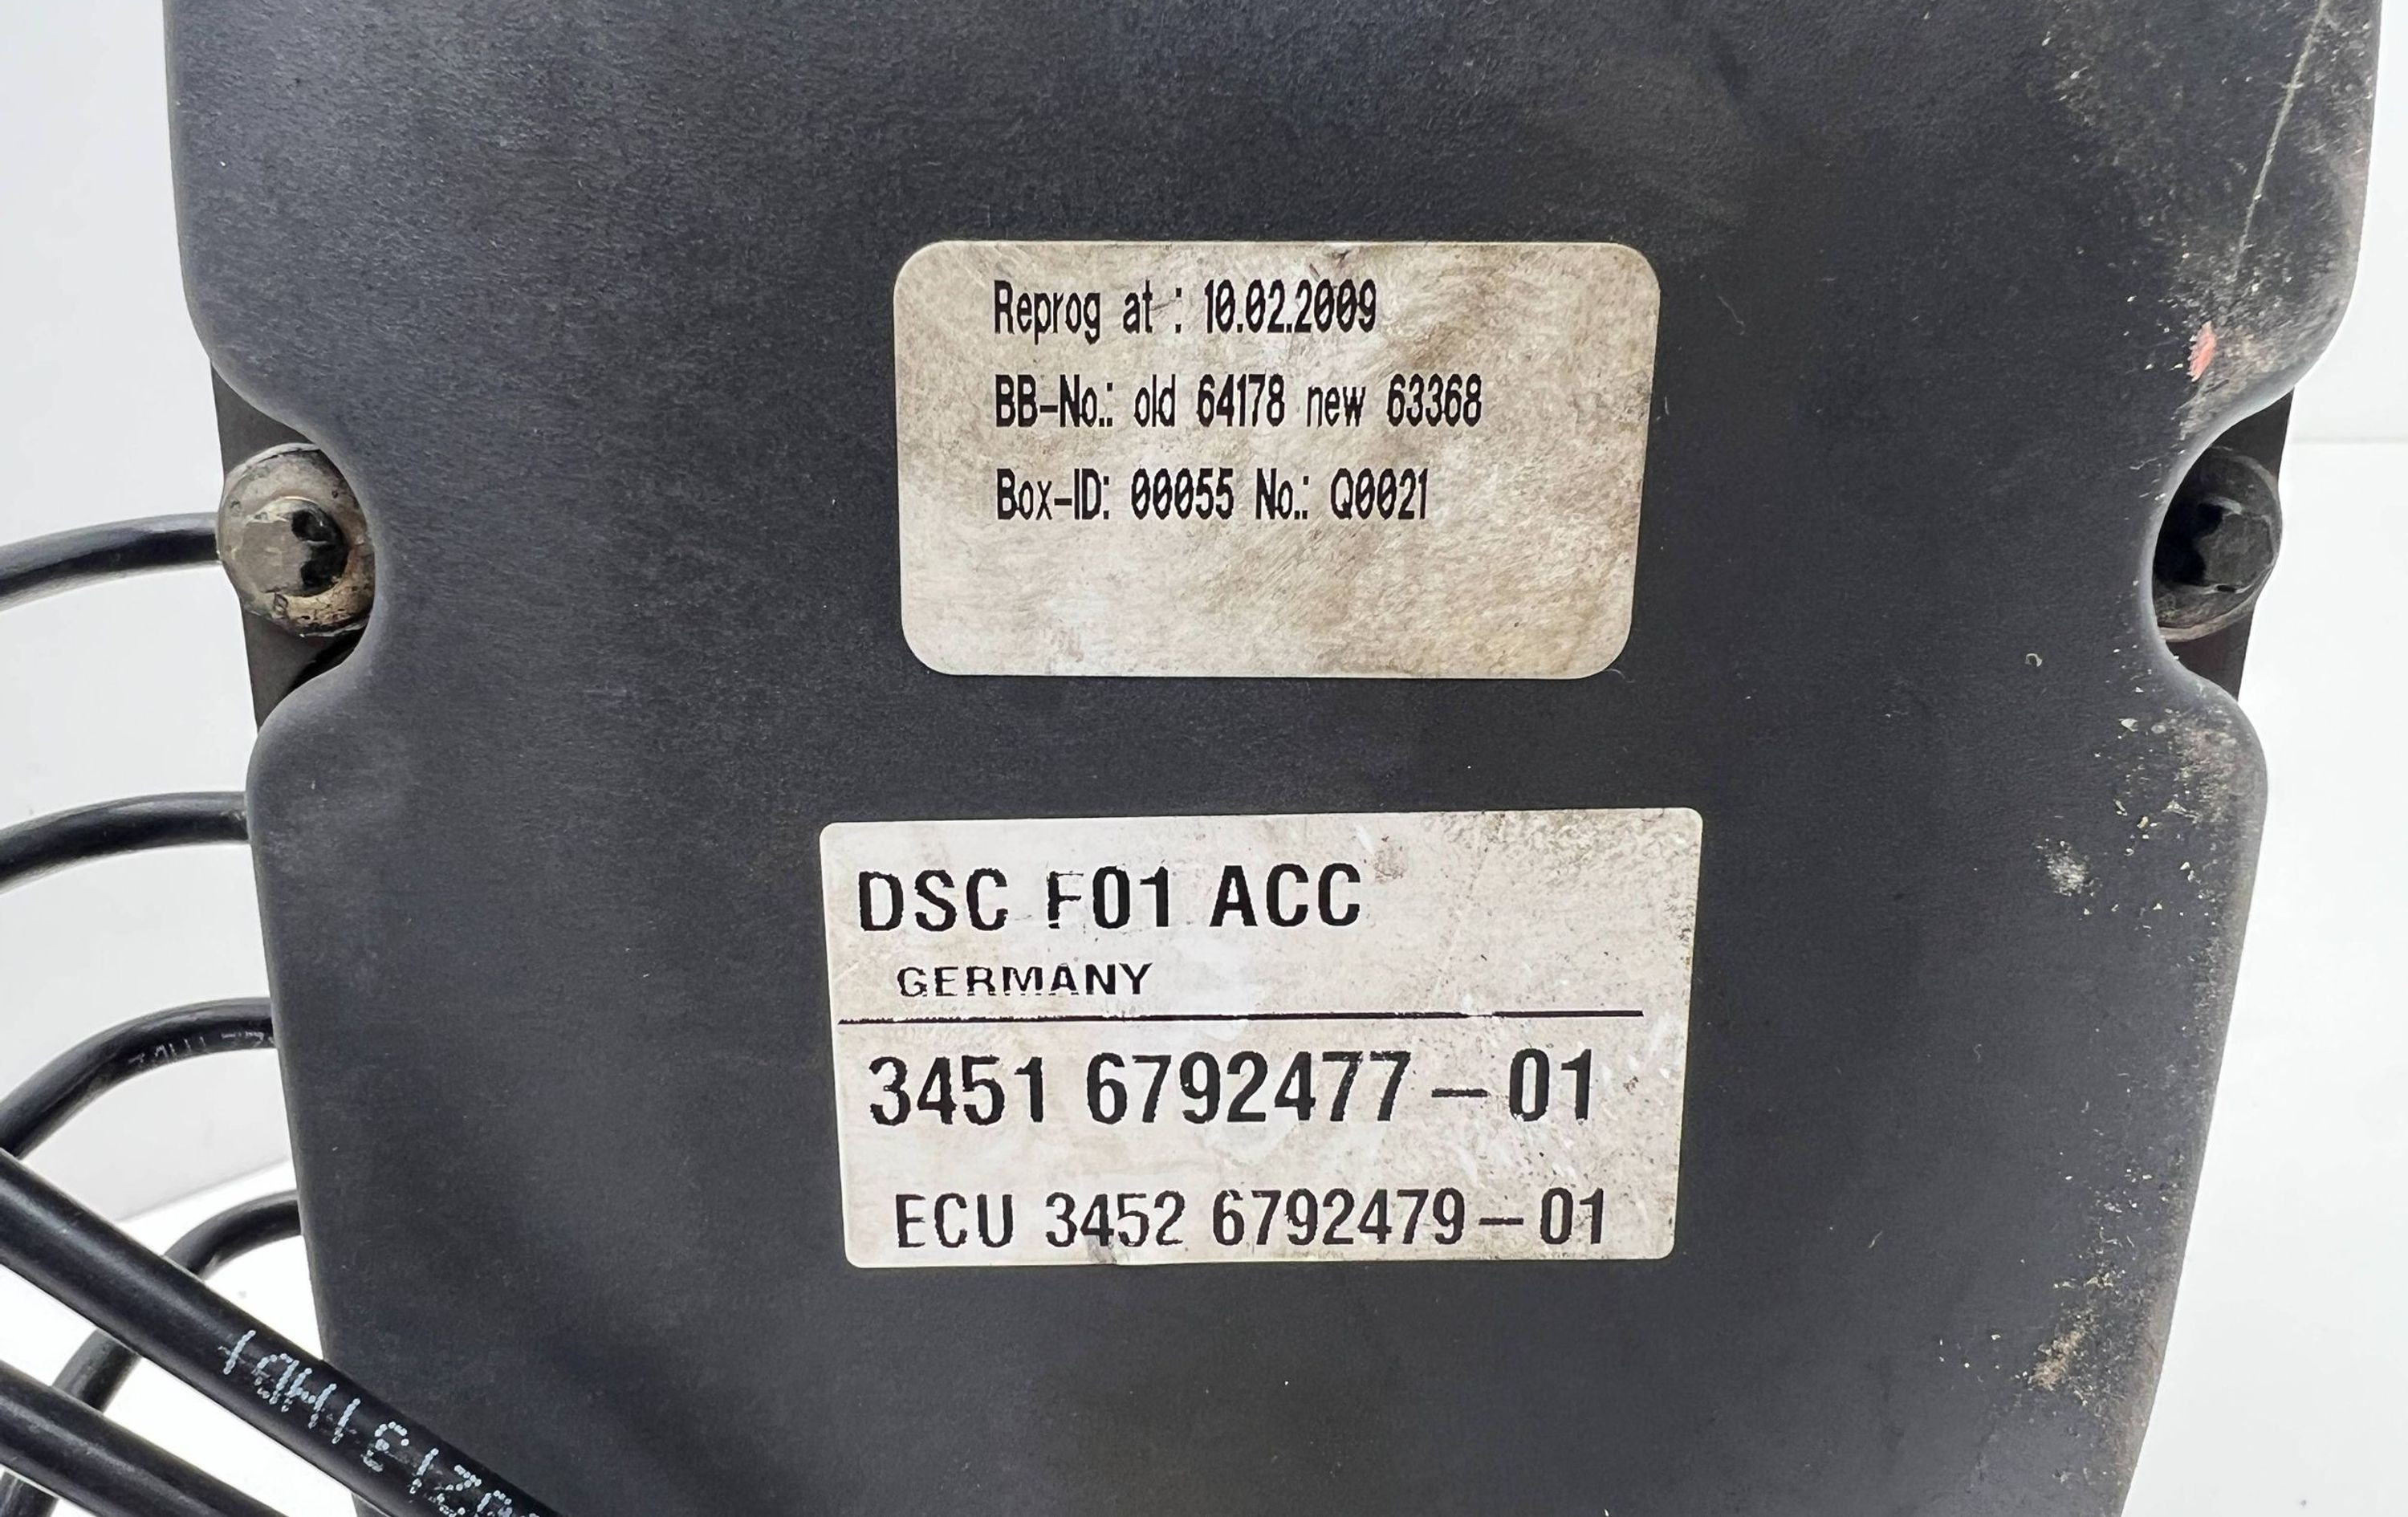 Reprog at : 10.02.2009
BB-No.: old 64178 new 63368
Box-ID: 00055 No.: Q0021
DSC F01 ACC
GERMANY
3451 6792477-01
ECU 3452 6792479-01